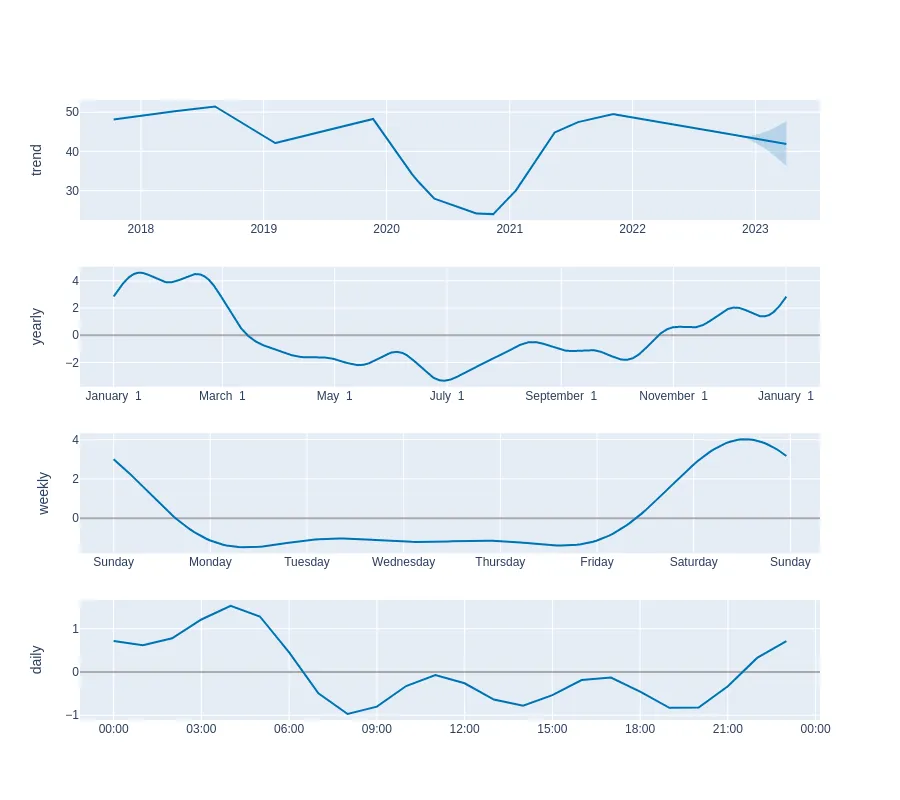 trend
50
40
30
2018 2019 2020 2021 2022 2023
yearly
4
2
0
−2
January 1 March 1 May 1 July 1 September 1 November 1 January 1
weekly
4
2
0
Sunday Monday Tuesday Wednesday Thursday Friday Saturday Sunday
daily
1
0
−1
00:00 03:00 06:00 09:00 12:00 15:00 18:00 21:00 00:00